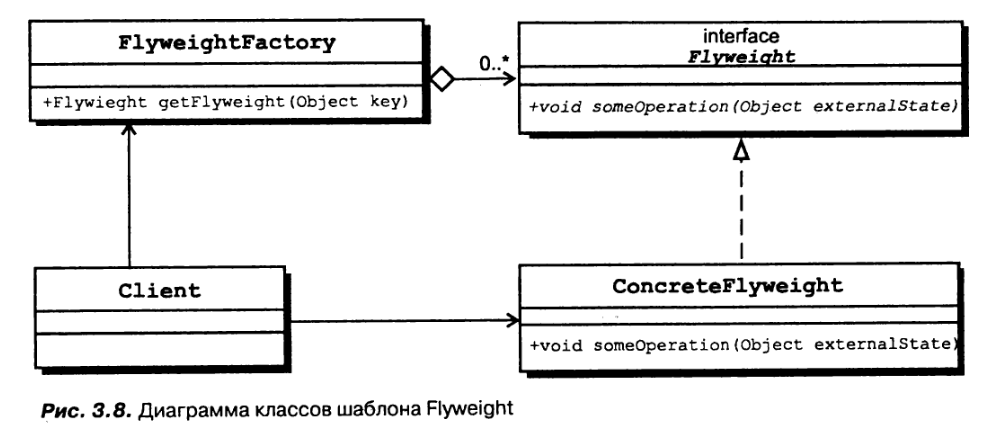 FlyweightFactory
+Flywieght getFlyweight(Object key)
0..*
interface
Flyweight
+void someOperation(Object externalState)
Client
ConcreteFlyweight
+void someOperation(Object externalState)
Рис. 3.8. Диаграмма классов шаблона Flyweight